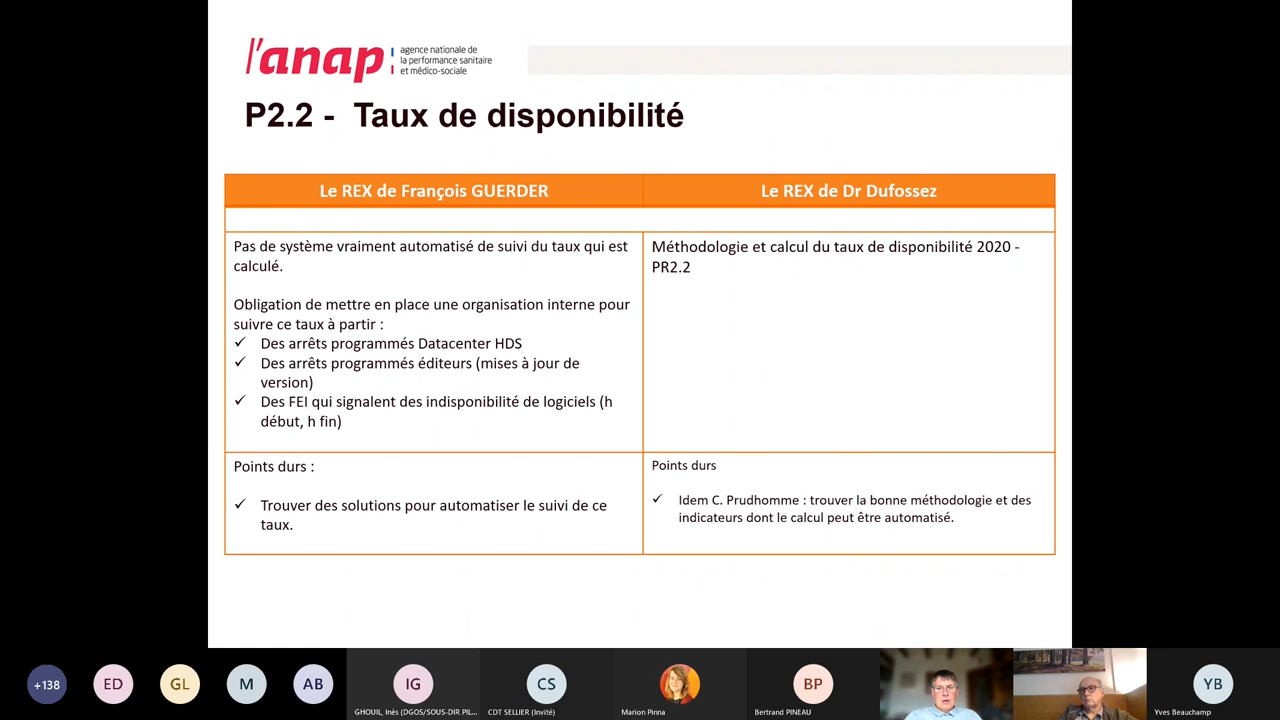 l'anap
agence nationale de
la performance sanitaire
et médico-sociale
P2.2 - Taux de disponibilité
Le REX de François GUERDER
Le REX de Dr Dufossez
Pas de système vraiment automatisé de suivi du taux qui est
calculé.
Obligation de mettre en place une organisation interne pour
suivre ce taux à partir :
✓ Des arrêts programmés Datacenter HDS
✓ Des arrêts programmés éditeurs (mises à jour de
version)
✓ Des FEI qui signalent des indisponibilité de logiciels (h
début, h fin)
Méthodologie et calcul du taux de disponibilité 2020 -
PR2.2
Points durs :
✓ Trouver des solutions pour automatiser le suivi de ce
taux.
Points durs
✓ Idem C. Prudhomme : trouver la bonne méthodologie et des
indicateurs dont le calcul peut être automatisé.
+138
ED
GL
M
AB
IG
GHOUIL, Inès (DGOS/SOUS-DIR PIL...
CS
CDT SELLIER (Invité)
Marion Pinna
BP
Bertrand PINEAU
YB
Yves Beauchamp